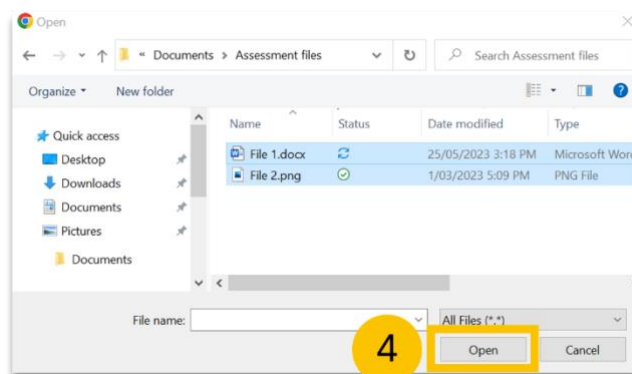 Open
« Documents > Assessment files
Search Assessment files
Organize
New folder
Name Status Date modified Type
Quick access
Desktop
Downloads
Documents
Pictures
Documents
File 1.docx 25/05/2023 3:18 PM Microsoft Word
File 2.png 1/03/2023 5:09 PM PNG File
File name:
All Files (*.*)
4
Open
Cancel